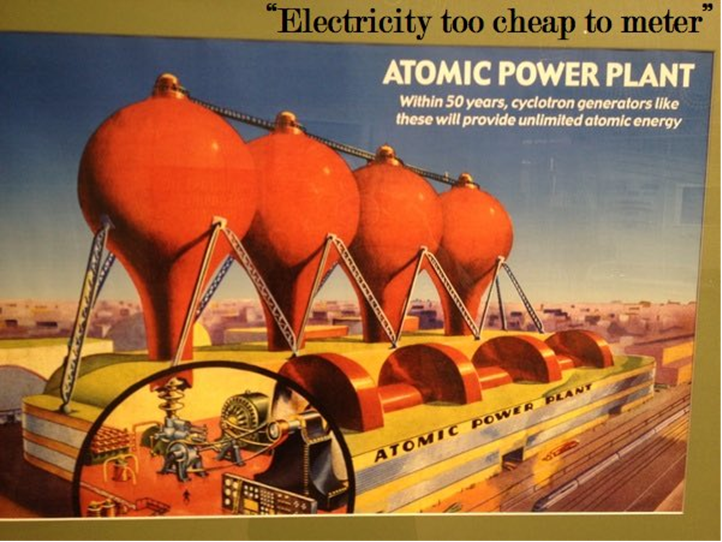 “Electricity too cheap to meter”
ATOMIC POWER PLANT
Within 50 years, cyclotron generators like
these will provide unlimited atomic energy
ATOMIC POWER PLANT